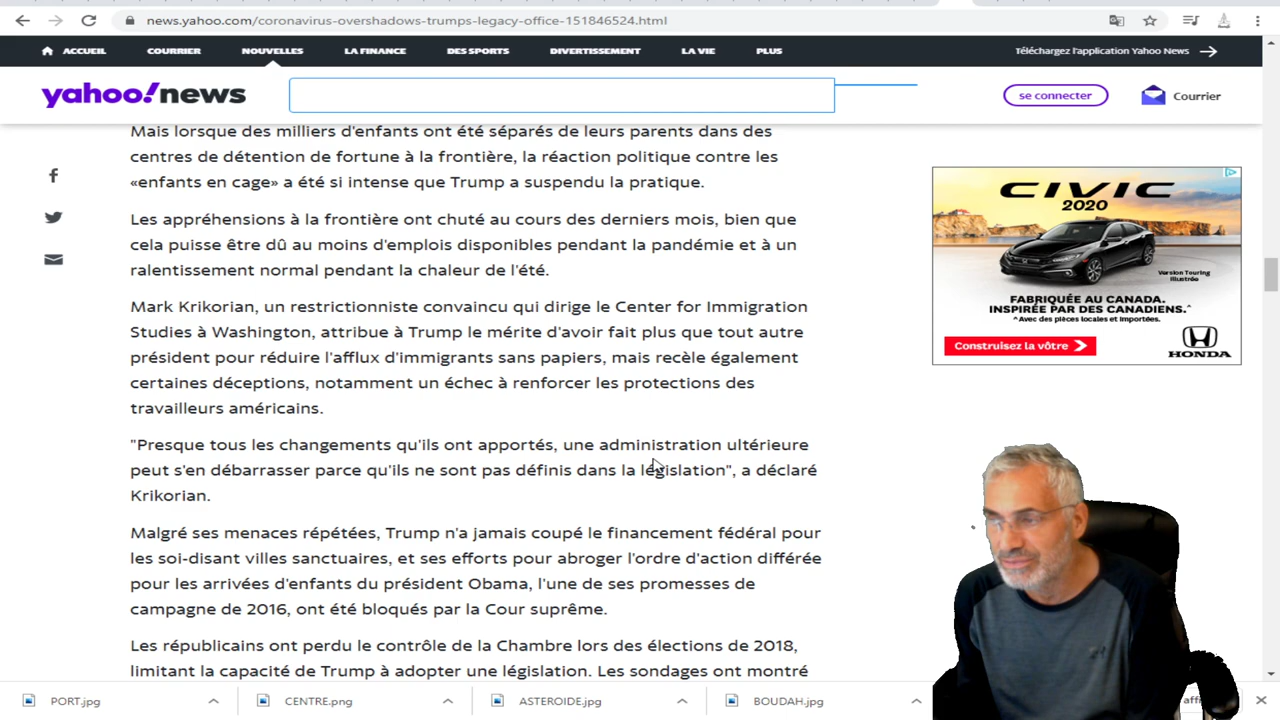 news.yahoo.com/coronavirus-overshadows-trumps-legacy-office-151846524.html
ACCUEIL COURRIER NOUVELLES LA FINANCE DES SPORTS DIVERTISSEMENT LA VIE PLUS Téléchargez l'application Yahoo News
yahoo!news se connecter Courrier
Mais lorsque des milliers d'enfants ont été séparés de leurs parents dans des
centres de détention de fortune à la frontière, la réaction politique contre les
«enfants en cage» a été si intense que Trump a suspendu la pratique.
Les appréhensions à la frontière ont chuté au cours des derniers mois, bien que
cela puisse être dû au moins d'emplois disponibles pendant la pandémie et à un
ralentissement normal pendant la chaleur de l'été.
Mark Krikorian, un restrictionniste convaincu qui dirige le Center for Immigration
Studies à Washington, attribue à Trump le mérite d'avoir fait plus que tout autre
président pour réduire l'afflux d'immigrants sans papiers, mais recèle également
certaines déceptions, notamment un échec à renforcer les protections des
travailleurs américains.
"Presque tous les changements qu'ils ont apportés, une administration ultérieure
peut s'en débarrasser parce qu'ils ne sont pas définis dans la législation", a déclaré
Krikorian.
Malgré ses menaces répétées, Trump n'a jamais coupé le financement fédéral pour
les soi-disant villes sanctuaires, et ses efforts pour abroger l'ordre d'action différée
pour les arrivées d'enfants du président Obama, l'une de ses promesses de
campagne de 2016, ont été bloqués par la Cour suprême.
Les républicains ont perdu le contrôle de la Chambre lors des élections de 2018,
limitant la capacité de Trump à adopter une législation. Les sondages ont montré
CIVIC
2020
Version Touring
illustrée
FABRIQUÉE AU CANADA.
INSPIRÉE PAR DES CANADIENS.^
^Avec des pièces locales et importées.
Construisez la vôtre
HONDA
PORT.jpg CENTRE.png ASTEROIDE.jpg BOUDAH.jpg